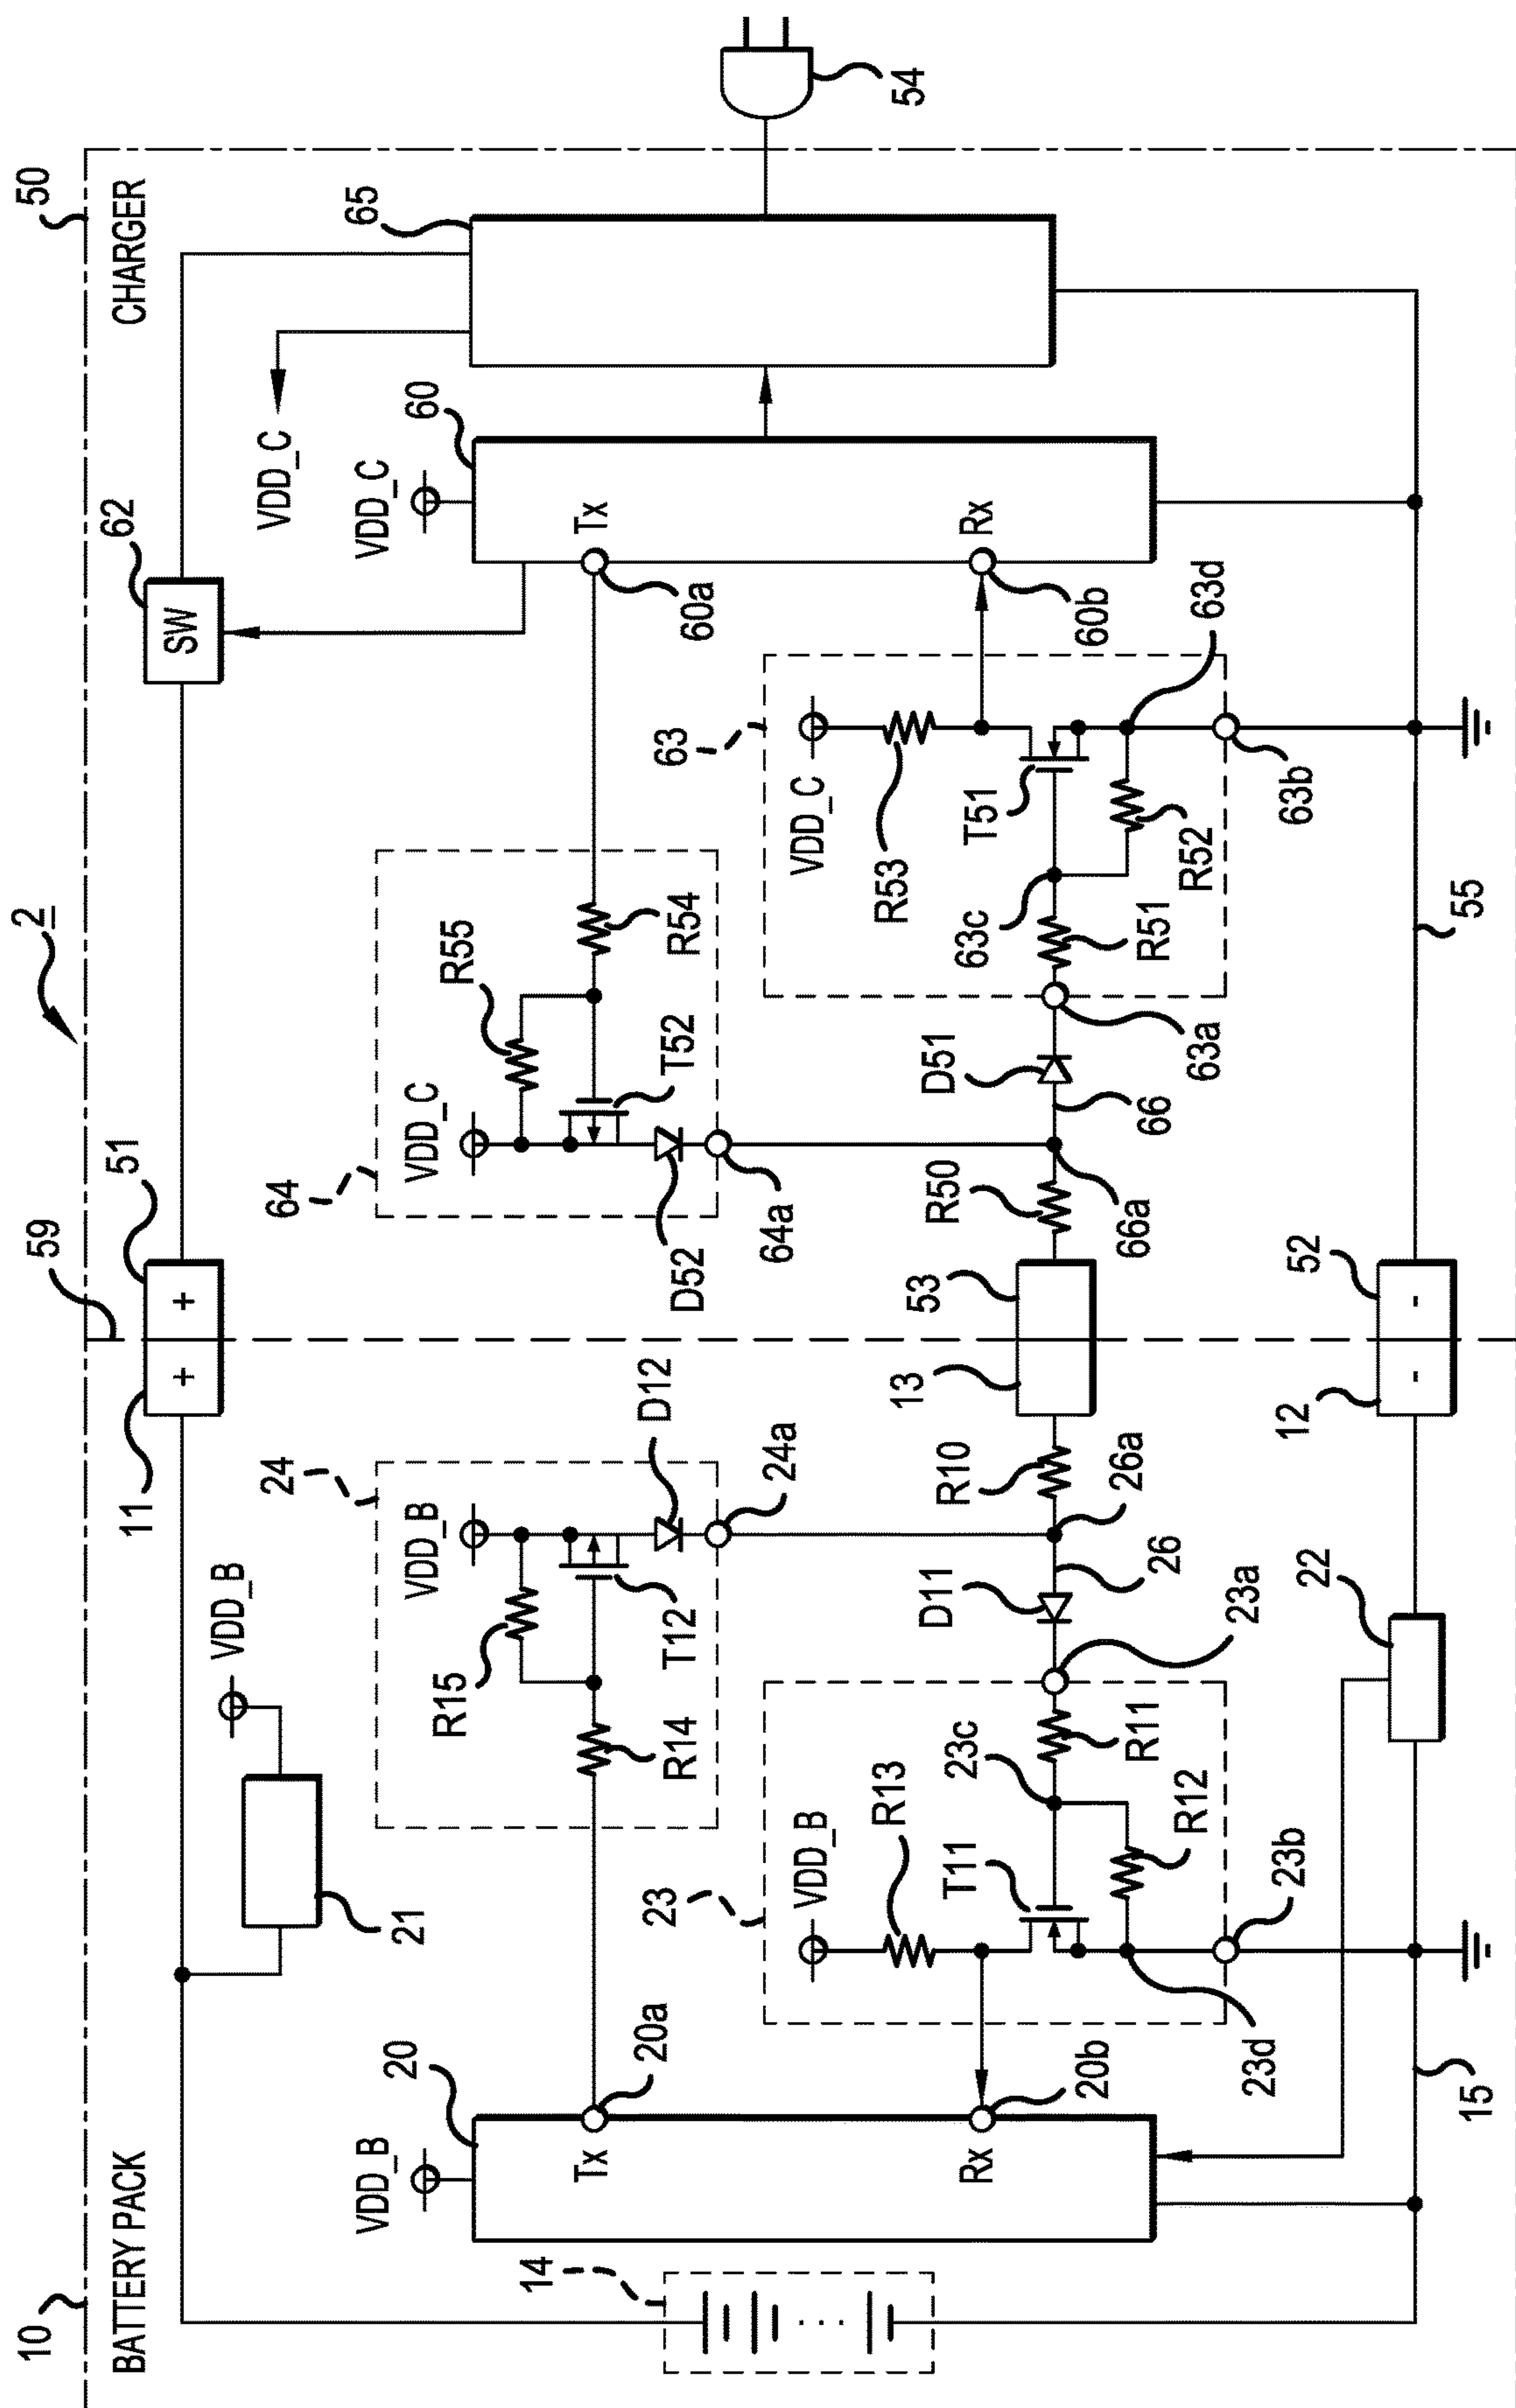 2
10
BATTERY PACK
50
CHARGER
59
11
+
+
51
62
SW
VDD_C
65
54
21
VDD_B
24
VDD_B
D12
R15
T12
R14
24a
64
VDD_C
R55
T52
R54
D52
64a
VDD_C
60
Tx
60a
Rx
60b
VDD_B
20
Tx
20a
Rx
20b
14
23
VDD_B
R13
T11
23c
R11
R12
23a
23b
23d
D11
26
26a
R10
13
53
R50
66a
66
D51
63a
63
VDD_C
R53
T51
63c
R51
R52
63d
63b
22
15
12
-
-
52
55